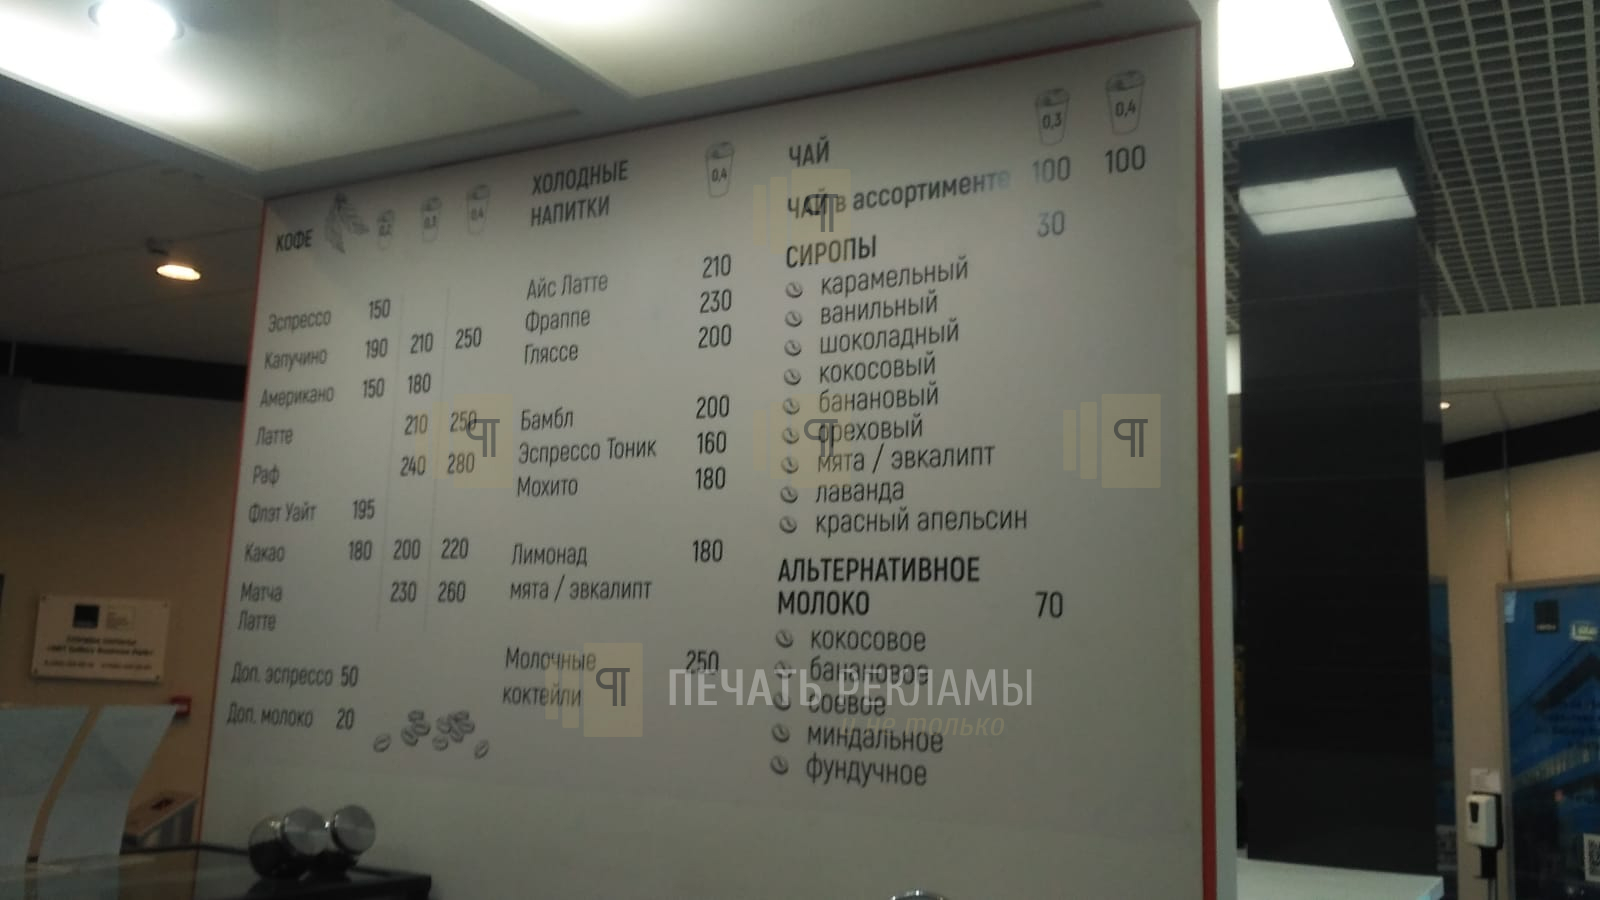 КОФЕ 0,2 0,3 0,4
Эспрессо 150
Капучино 190 210 250
Американо 150 180
Латте 210 250
Раф 240 280
Флэт Уайт 195
Какао 180 200 220
Матча 230 260
Латте
Доп. эспрессо 50
Доп. молоко 20
ХОЛОДНЫЕ 0,4
НАПИТКИ
Айс Латте 210
Фраппе 230
Гляссе 200
Бамбл 200
Эспрессо Тоник 160
Мохито 180
Лимонад 180
мята / эвкалипт
Молочные 250
коктейли
ЧАЙ 0,3 0,4
ЧАЙ в ассортименте 100 100
СИРОПЫ 30
карамельный
ванильный
шоколадный
кокосовый
банановый
ореховый
мята / эвкалипт
лаванда
красный апельсин
АЛЬТЕРНАТИВНОЕ
МОЛОКО 70
кокосовое
банановое
соевое
миндальное
фундучное
ПЕЧАТЬ РЕКЛАМЫ
и не только